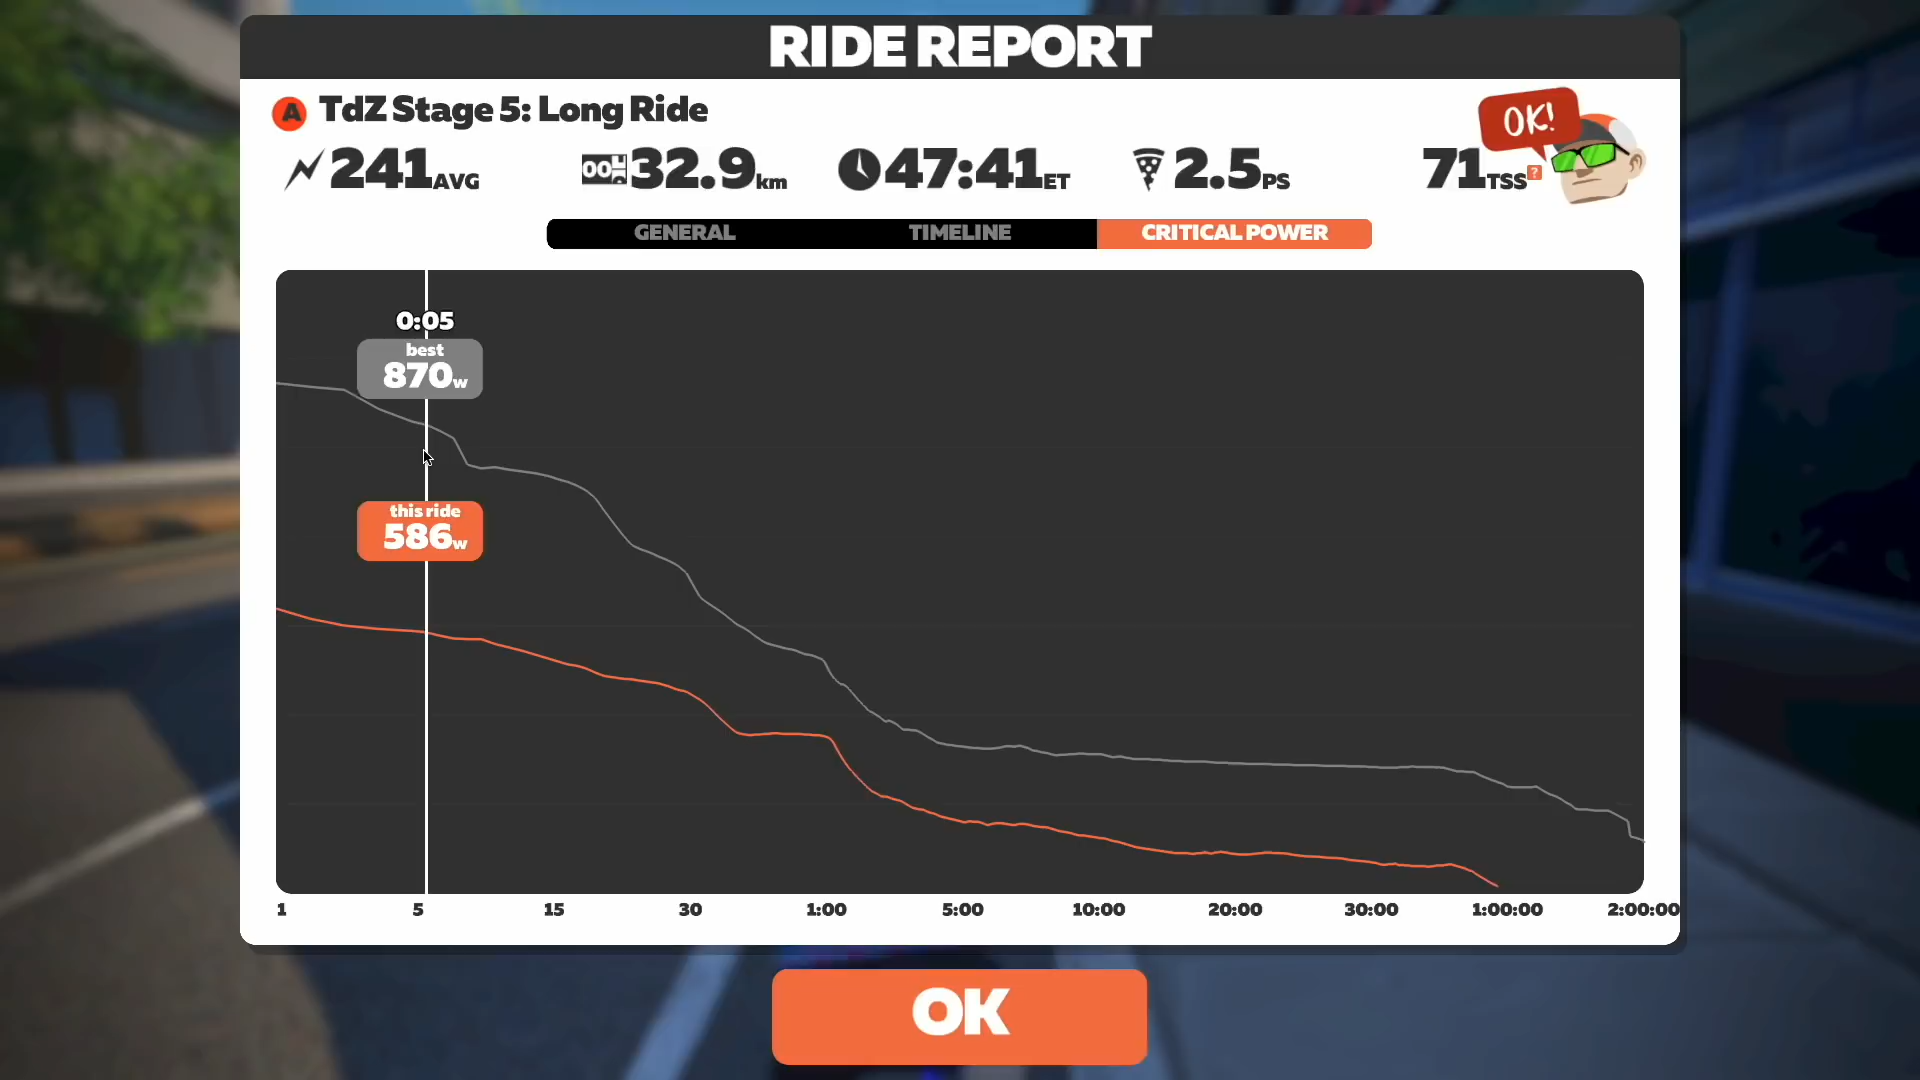 RIDE REPORT
A TdZ Stage 5: Long Ride
OK!
241AVG 32.9km 47:41ET 2.5PS 71TSS?
GENERAL TIMELINE CRITICAL POWER
0:05
best
870w
this ride
586w
1 5 15 30 1:00 5:00 10:00 20:00 30:00 1:00:00 2:00:00
OK